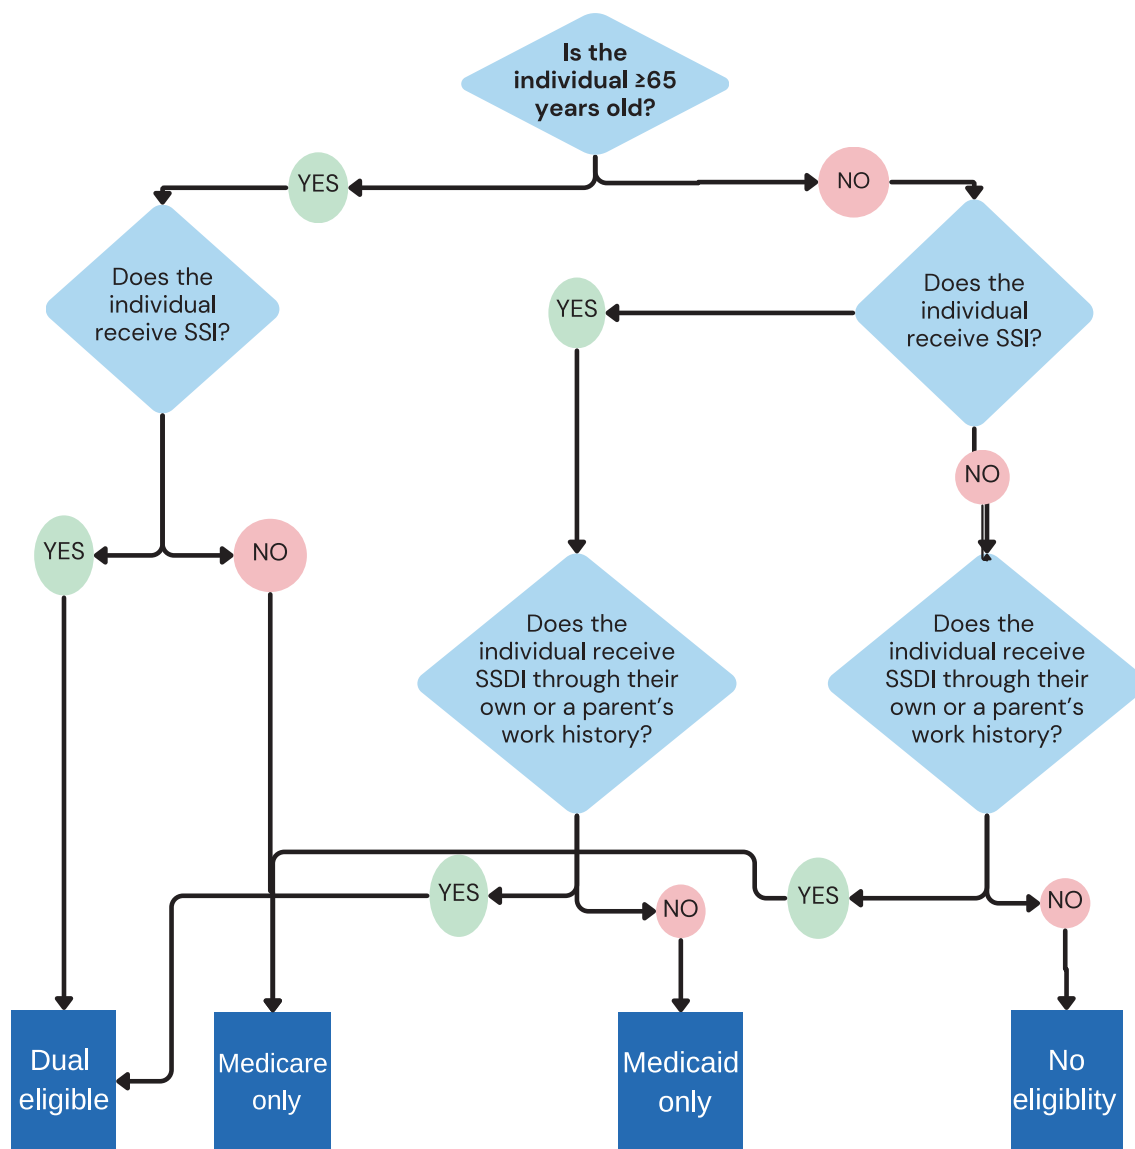 Is the
individual ≥65
years old?
YES
NO
Does the
individual
receive SSI?
YES
Does the
individual
receive SSI?
NO
YES
NO
Does the
individual receive
SSDI through their
own or a parent's
work history?
Does the
individual receive
SSDI through their
own or a parent's
work history?
YES
NO
YES
NO
Dual
eligible
Medicare
only
Medicaid
only
No
eligiblity